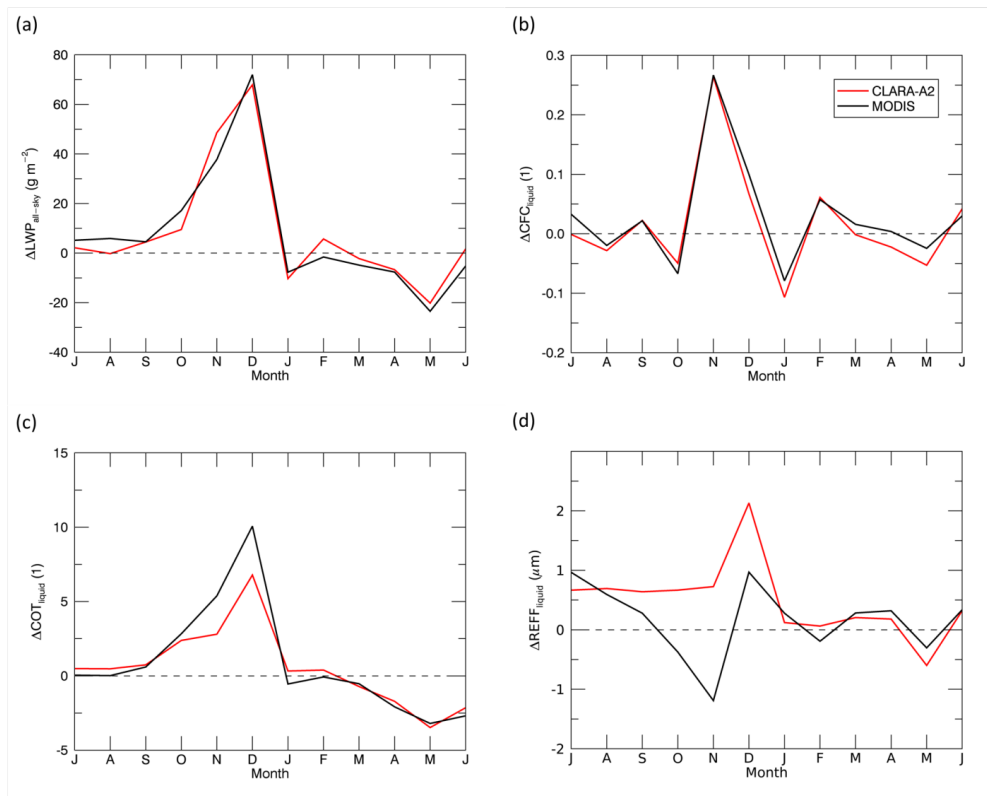 (a)
(b)
80
60
40
20
0
-20
-40
ΔLWPall−sky (g m−2)
J A S O N D J F M A M J
Month
0.3
0.2
0.1
0.0
-0.1
-0.2
ΔCFCliquid (1)
CLARA-A2
MODIS
J A S O N D J F M A M J
Month
(c)
(d)
15
10
5
0
-5
ΔCOTliquid (1)
J A S O N D J F M A M J
Month
2
1
0
-1
-2
ΔREFFliquid (μm)
J A S O N D J F M A M J
Month